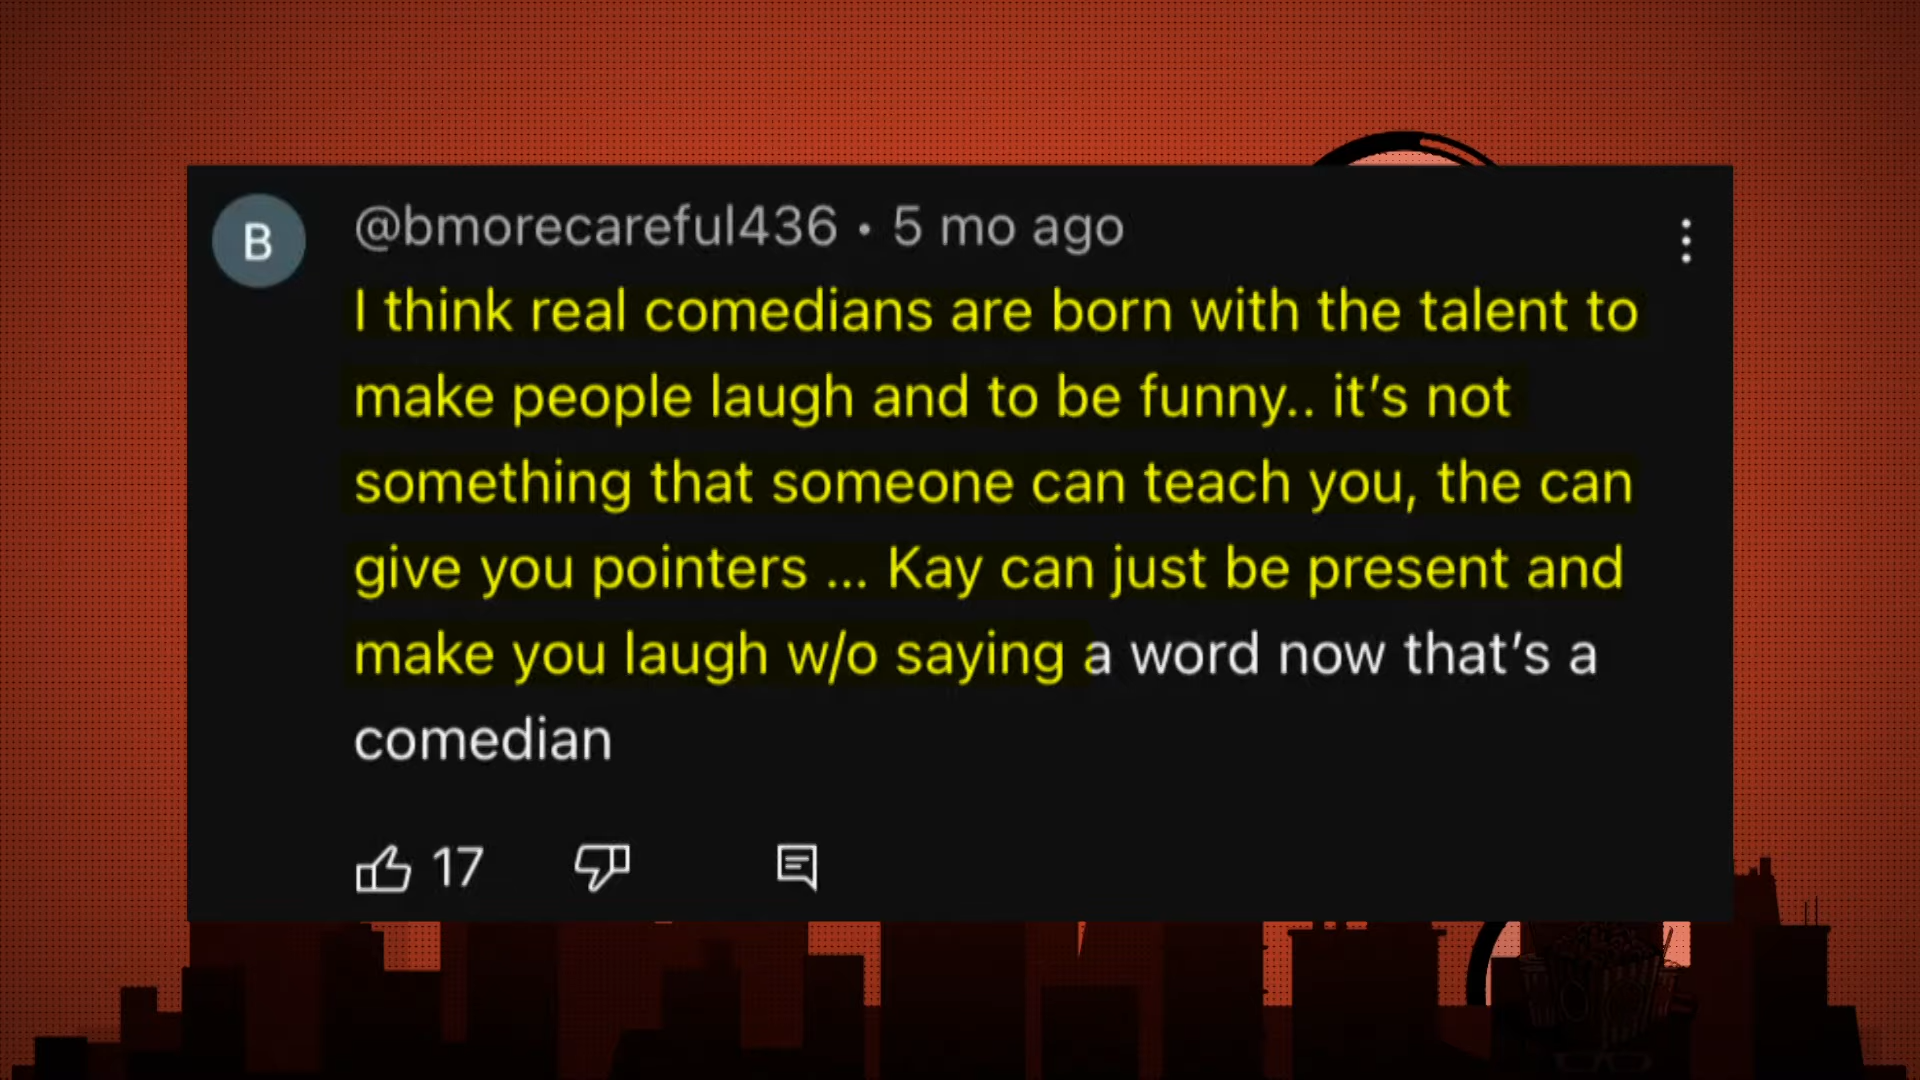 B
@bmorecareful436 • 5 mo ago
I think real comedians are born with the talent to
make people laugh and to be funny.. it's not
something that someone can teach you, the can
give you pointers ... Kay can just be present and
make you laugh w/o saying a word now that's a
comedian
17